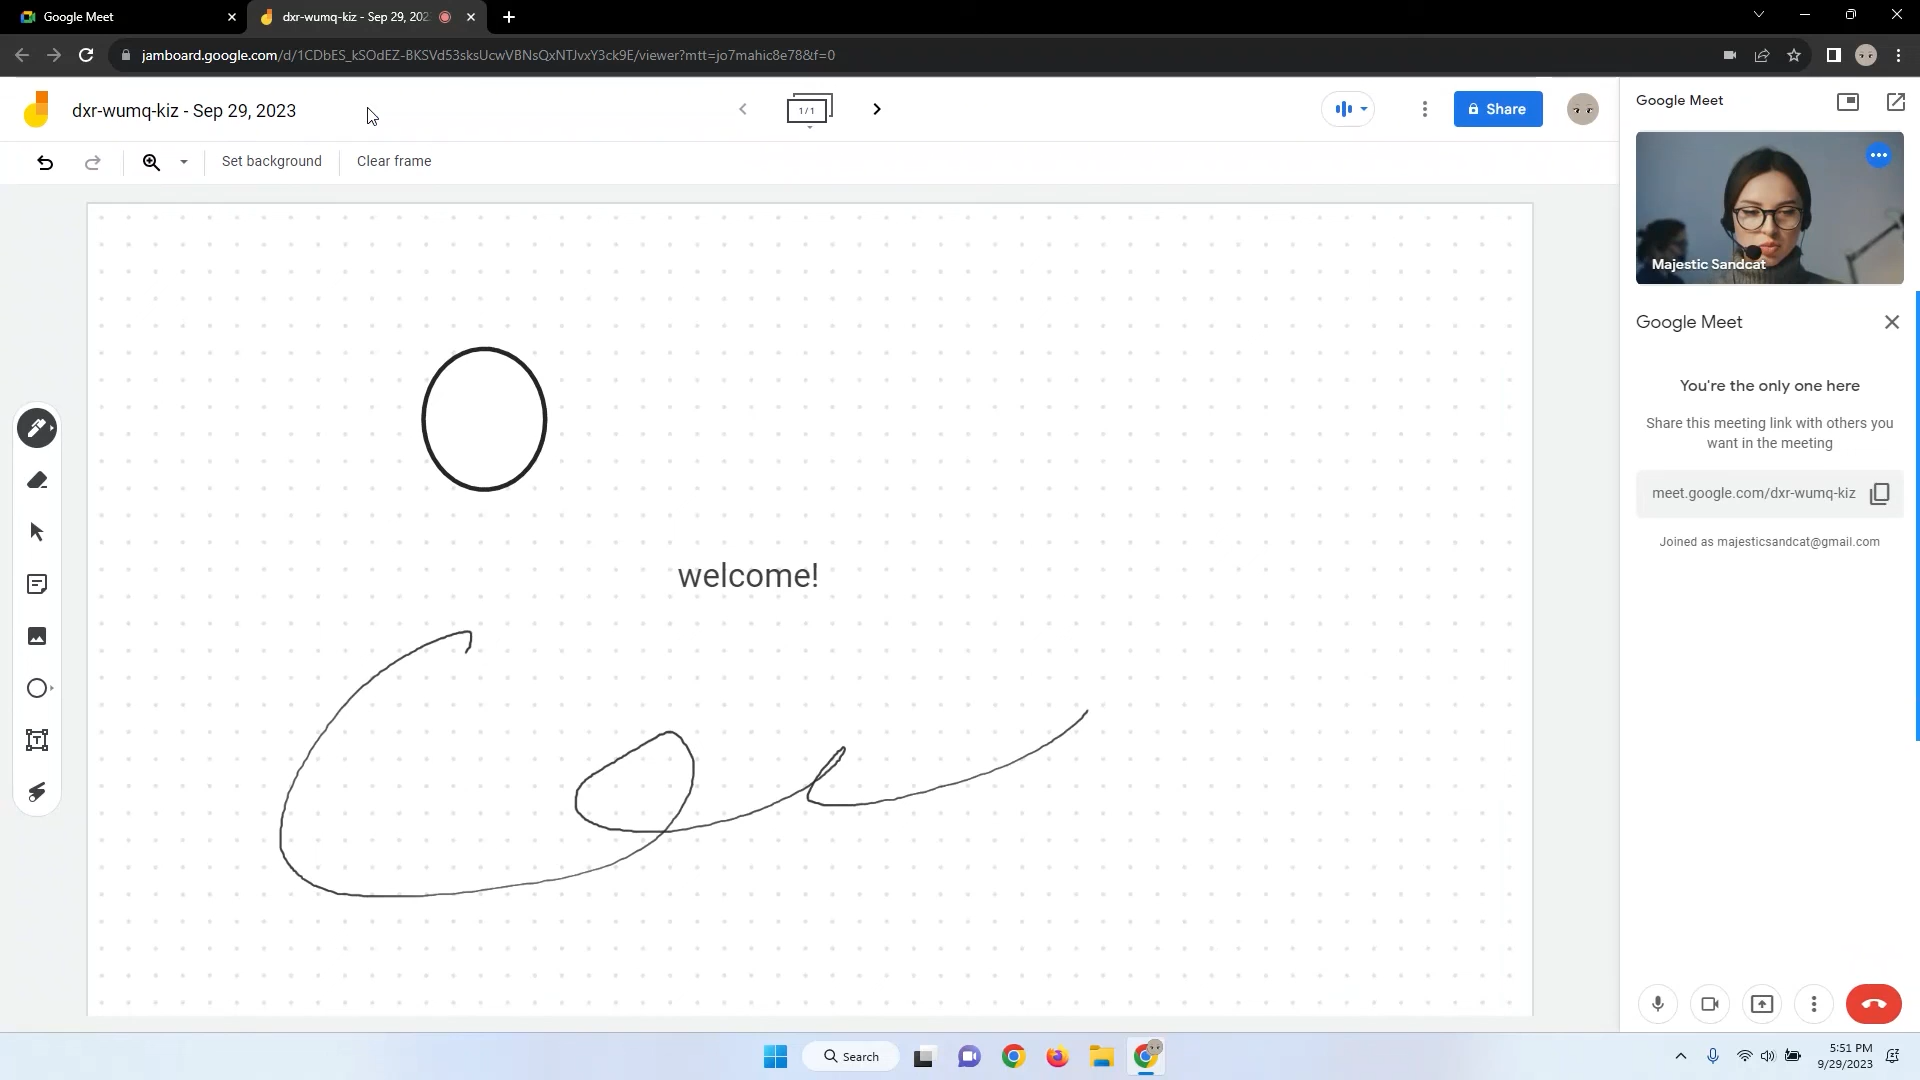 Google Meet
dxr-wumq-kiz - Sep 29, 202
jamboard.google.com/d/1CDbES_kSOdEZ-BKSVd53sksUcwVBNsQxNTJvxY3ck9E/viewer?mtt=jo7mahic8e78&f=0
dxr-wumq-kiz - Sep 29, 2023
1 / 1
Share
Google Meet
Set background
Clear frame
Majestic Sandcat
Google Meet
You're the only one here
Share this meeting link with others you
want in the meeting
meet.google.com/dxr-wumq-kiz
Joined as majesticsandcat@gmail.com
welcome!
Search
5:51 PM
9/29/2023